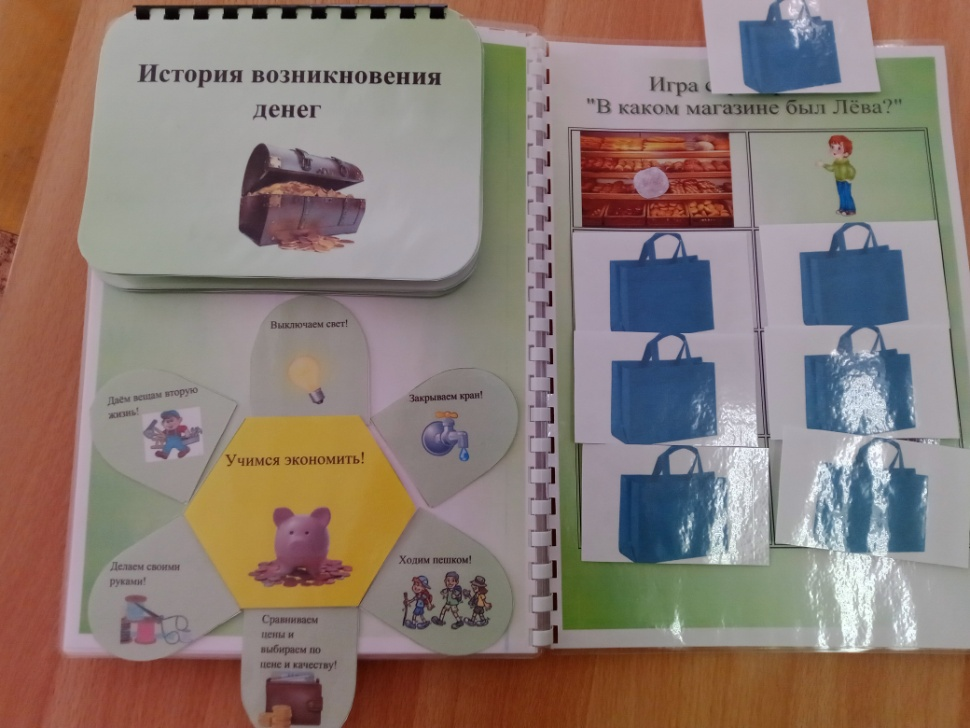 История возникновения
денег
Игра с
"В каком магазине был Лёва?"
Выключаем свет!
Даём вещам вторую
жизнь!
Закрываем кран!
Учимся экономить!
Делаем своими
руками!
Ходим пешком!
Сравниваем
цены и
выбираем по
цене и качеству!